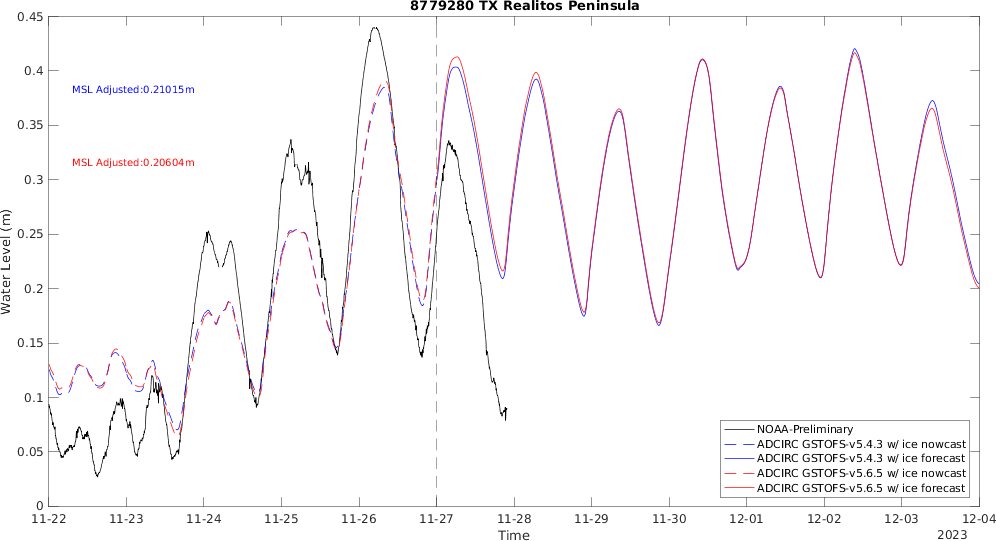 8779280 TX Realitos Peninsula
0.45
0.4
0.35
0.3
0.25
0.2
0.15
0.1
0.05
0
Water Level (m)
MSL Adjusted:0.21015m
MSL Adjusted:0.20604m
NOAA-Preliminary
ADCIRC GSTOFS-v5.4.3 w/ ice nowcast
ADCIRC GSTOFS-v5.4.3 w/ ice forecast
ADCIRC GSTOFS-v5.6.5 w/ ice nowcast
ADCIRC GSTOFS-v5.6.5 w/ ice forecast
11-22 11-23 11-24 11-25 11-26 11-27 11-28 11-29 11-30 12-01 12-02 12-03 12-04
Time
2023